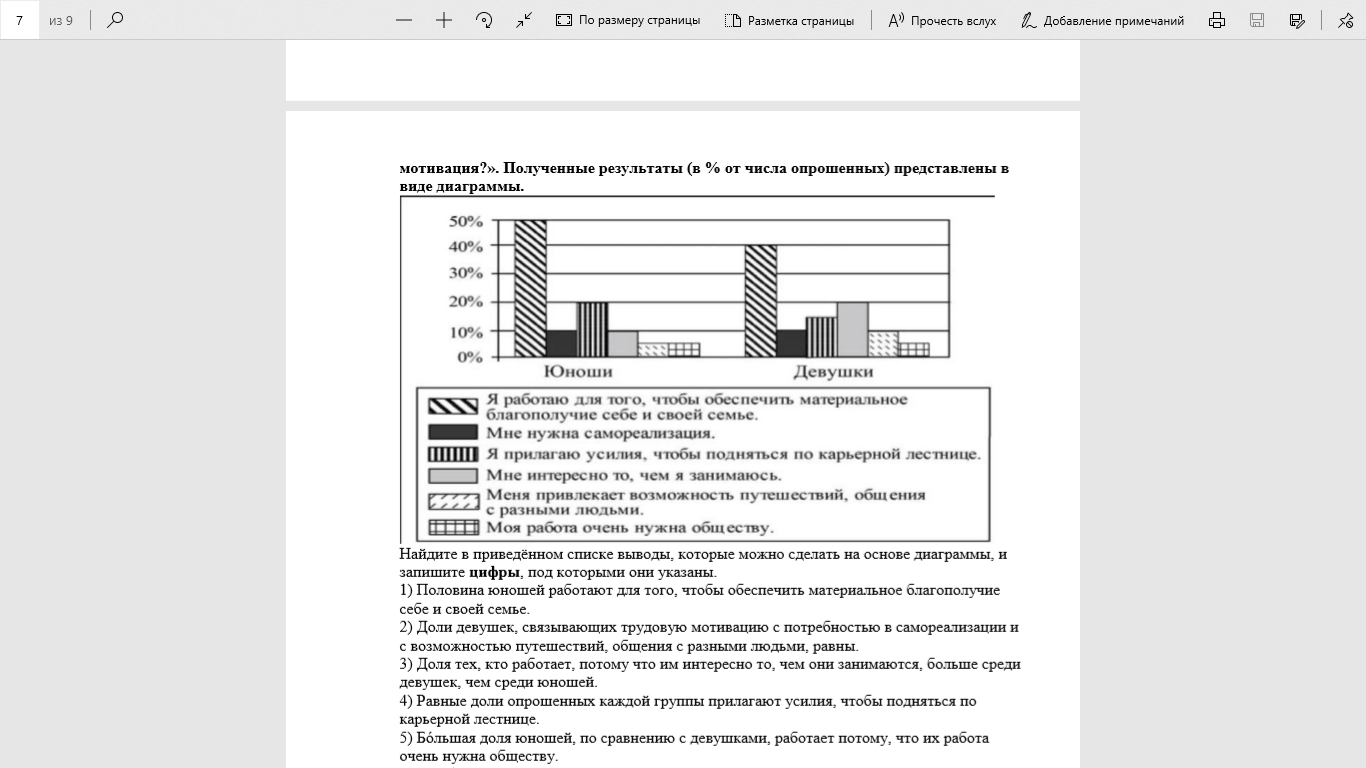 7 из 9 По размеру страницы Разметка страницы Прочесть вслух Добавление примечаний
мотивация?». Полученные результаты (в % от числа опрошенных) представлены в
виде диаграммы.
50%
40%
30%
20%
10%
0%
Юноши Девушки
Я работаю для того, чтобы обеспечить материальное
благополучие себе и своей семье.
Мне нужна самореализация.
Я прилагаю усилия, чтобы подняться по карьерной лестнице.
Мне интересно то, чем я занимаюсь.
Меня привлекает возможность путешествий, общения
с разными людьми.
Моя работа очень нужна обществу.
Найдите в приведённом списке выводы, которые можно сделать на основе диаграммы, и
запишите цифры, под которыми они указаны.
1) Половина юношей работают для того, чтобы обеспечить материальное благополучие
себе и своей семье.
2) Доли девушек, связывающих трудовую мотивацию с потребностью в самореализации и
с возможностью путешествий, общения с разными людьми, равны.
3) Доля тех, кто работает, потому что им интересно то, чем они занимаются, больше среди
девушек, чем среди юношей.
4) Равные доли опрошенных каждой группы прилагают усилия, чтобы подняться по
карьерной лестнице.
5) Бо́льшая доля юношей, по сравнению с девушками, работает потому, что их работа
очень нужна обществу.